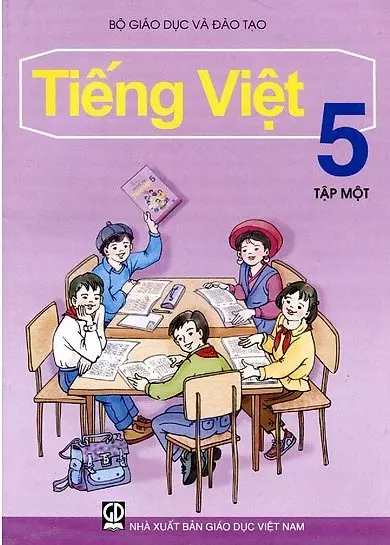 BỘ GIÁO DỤC VÀ ĐÀO TẠO
Tiếng Việt
5
TẬP MỘT
5
GD
NHÀ XUẤT BẢN GIÁO DỤC VIỆT NAM